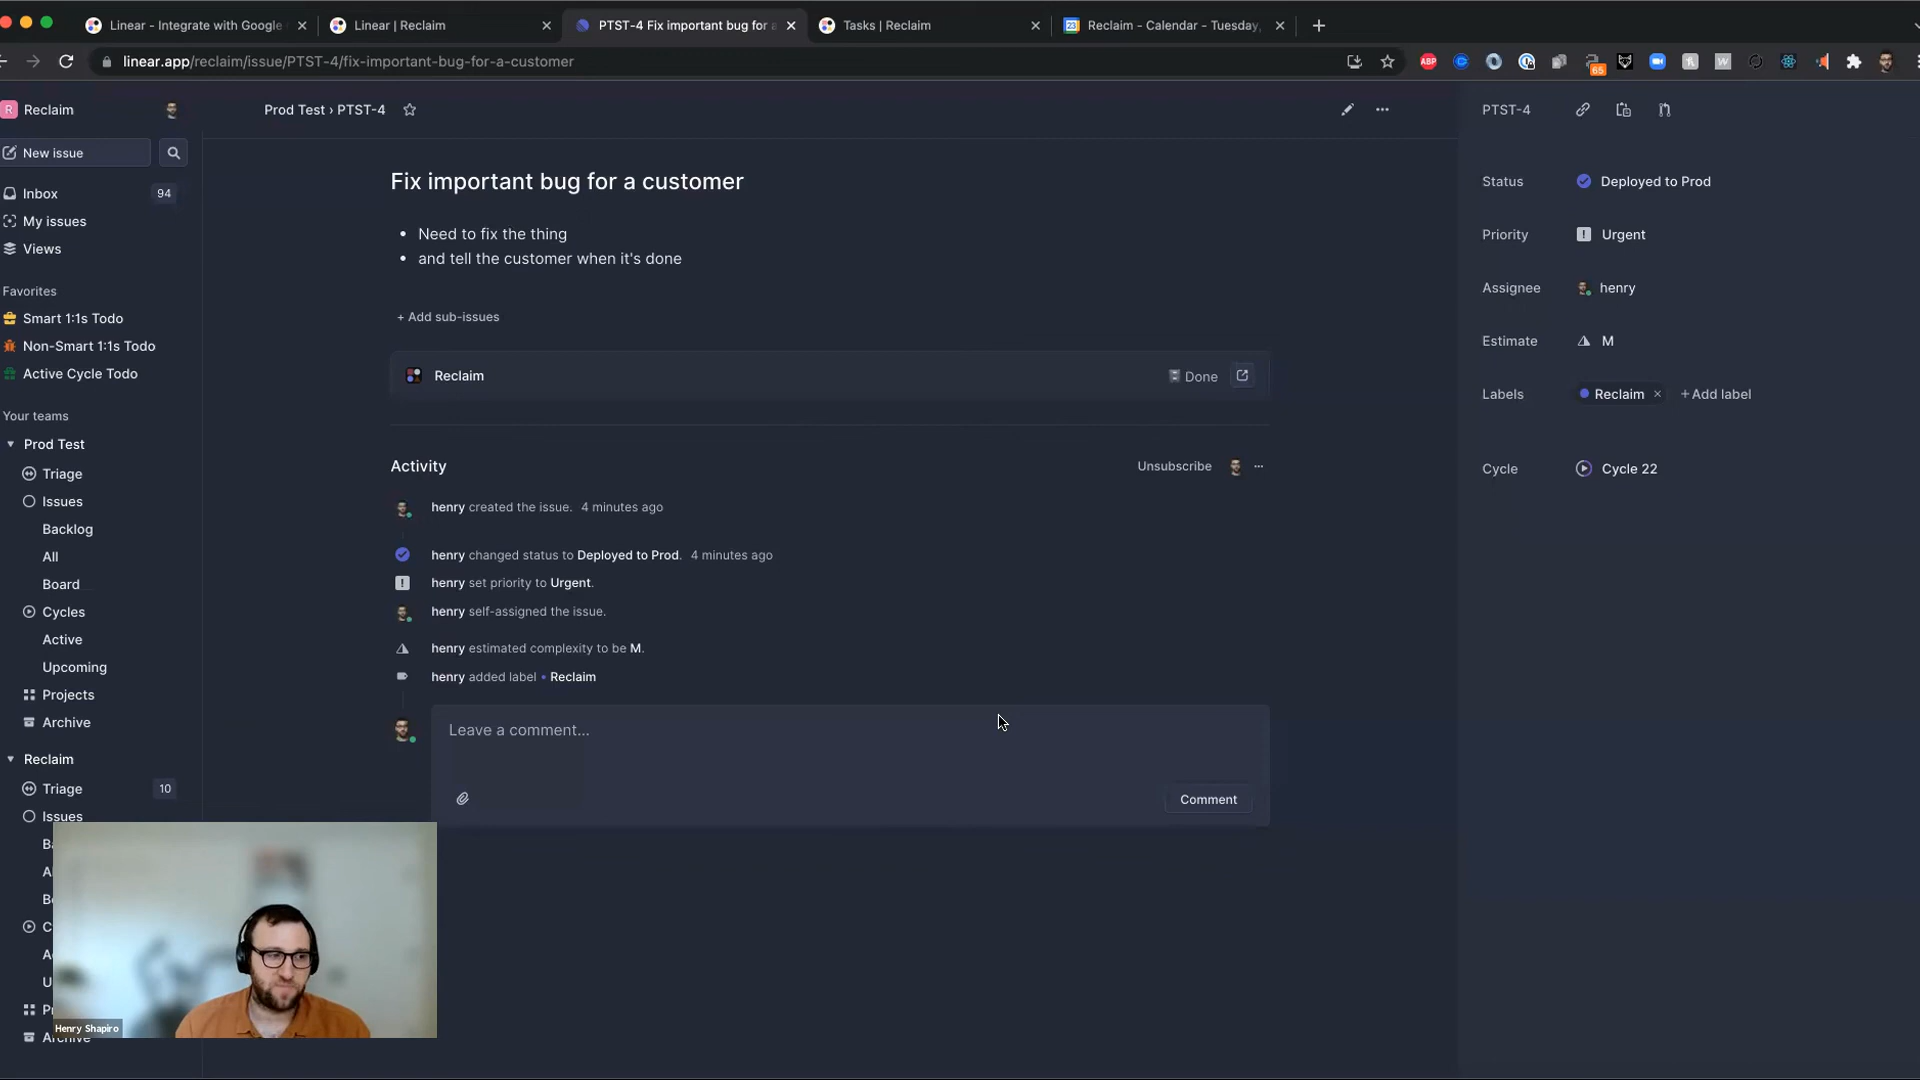 Linear - Integrate with Google
Linear | Reclaim
PTST-4 Fix important bug for a
Tasks | Reclaim
Reclaim - Calendar - Tuesday,
linear.app/reclaim/issue/PTST-4/fix-important-bug-for-a-customer
ABP
65
W
23
R Reclaim
New issue
Inbox 94
My issues
Views
Favorites
Smart 1:1s Todo
Non-Smart 1:1s Todo
Active Cycle Todo
Your teams
Prod Test
Triage
Issues
Backlog
All
Board
Cycles
Active
Upcoming
Projects
Archive
Reclaim
Triage 10
Issues
Archive
Prod Test › PTST-4
Fix important bug for a customer
• Need to fix the thing
• and tell the customer when it's done
+ Add sub-issues
Reclaim Done
Activity Unsubscribe
henry created the issue. 4 minutes ago
henry changed status to Deployed to Prod. 4 minutes ago
henry set priority to Urgent.
henry self-assigned the issue.
henry estimated complexity to be M.
henry added label • Reclaim
Leave a comment...
Comment
PTST-4
Status Deployed to Prod
Priority Urgent
Assignee henry
Estimate M
Labels Reclaim × + Add label
Cycle Cycle 22
Henry Shapiro